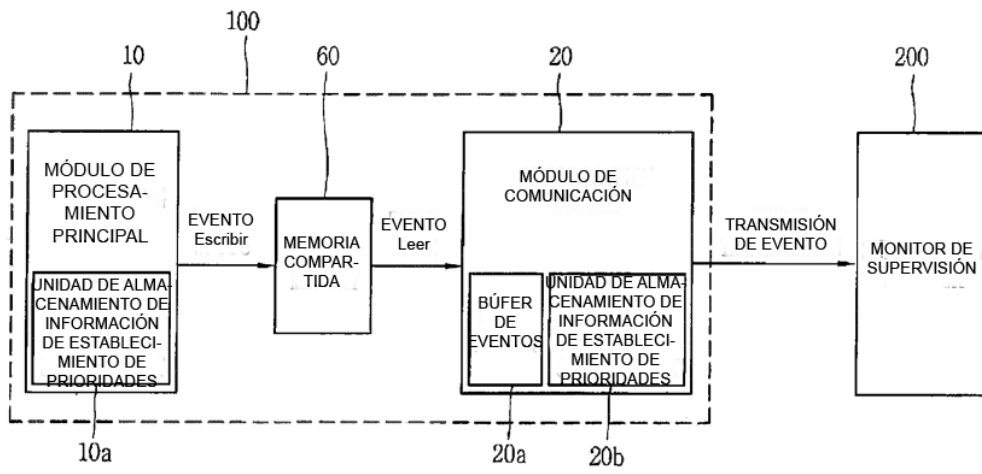 100
10
60
20
200
MÓDULO DE
PROCESA-
MIENTO
PRINCIPAL
UNIDAD DE ALMA-
CENAMIENTO DE
INFORMACIÓN
DE ESTABLECI-
MIENTO DE
PRIORIDADES
10a
EVENTO
Escribir
MEMORIA
COMPAR-
TIDA
EVENTO
Leer
MÓDULO DE
COMUNICACIÓN
BÚFER
DE
EVENTOS
20a
UNIDAD DE ALMA-
CENAMIENTO DE
INFORMACIÓN
DE ESTABLECI-
MIENTO DE
PRIORIDADES
20b
TRANSMISIÓN
DE EVENTO
MONITOR DE
SUPERVISIÓN